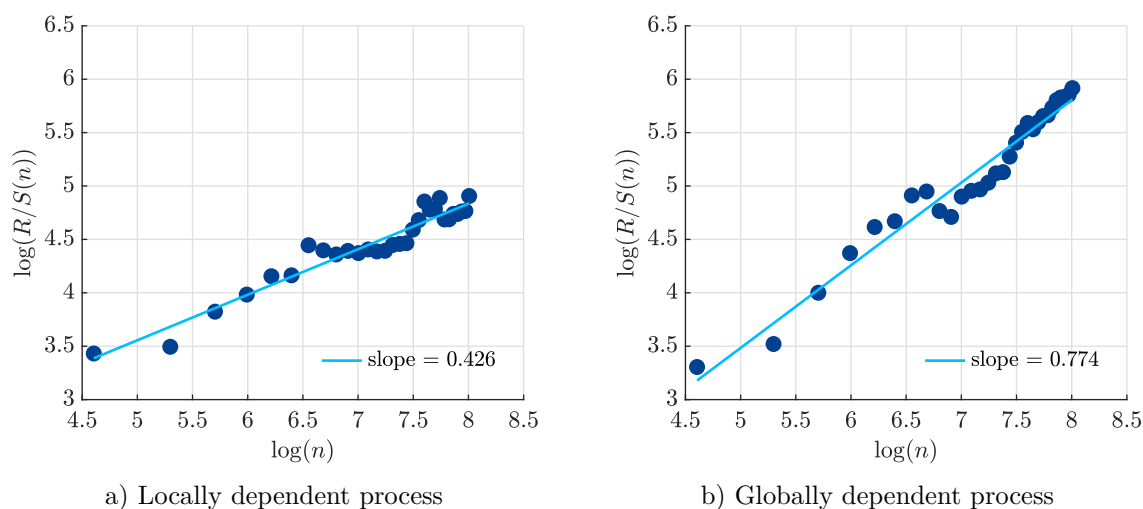 6.5
6
5.5
5
4.5
4
3.5
3
log(R/S(n))
slope = 0.426
4.5 5 5.5 6 6.5 7 7.5 8 8.5
log(n)
a) Locally dependent process
6.5
6
5.5
5
4.5
4
3.5
3
log(R/S(n))
slope = 0.774
4.5 5 5.5 6 6.5 7 7.5 8 8.5
log(n)
b) Globally dependent process